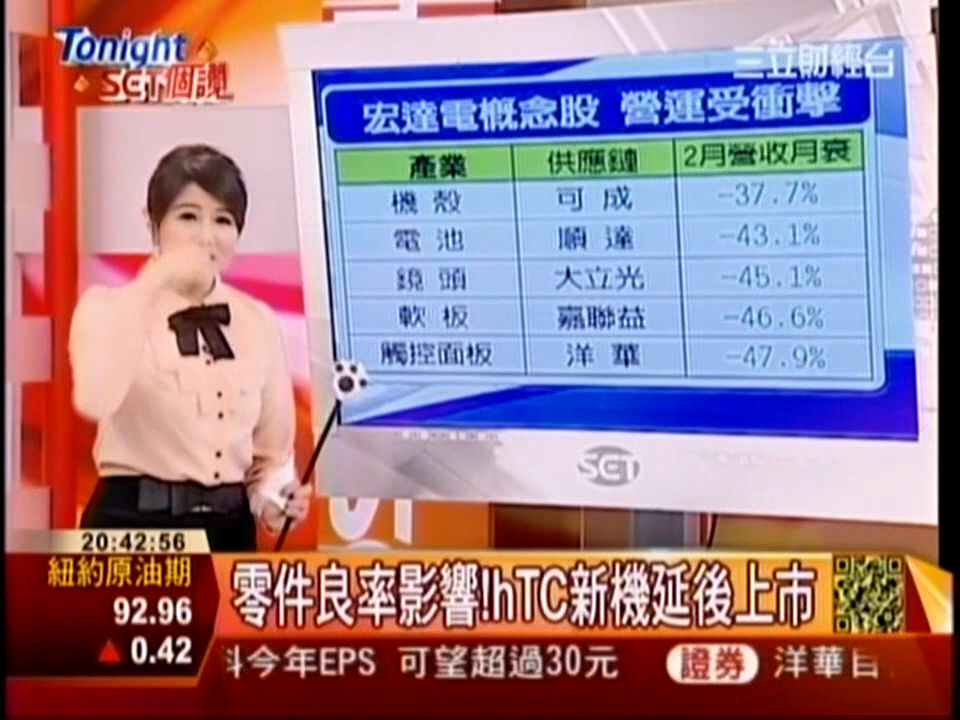 Tonight
SET個讚
三立財經台
宏達電概念股 營運受衝擊
產業 供應鏈 2月營收月衰
機殼 可成 -37.7%
電池 順達 -43.1%
鏡頭 大立光 -45.1%
軟板 嘉聯益 -46.6%
觸控面板 洋華 -47.9%
SET
20:42:56
紐約原油期
92.96
▲ 0.42
零件良率影響!hTC新機延後上市
科今年EPS 可望超過30元 證券 洋華自